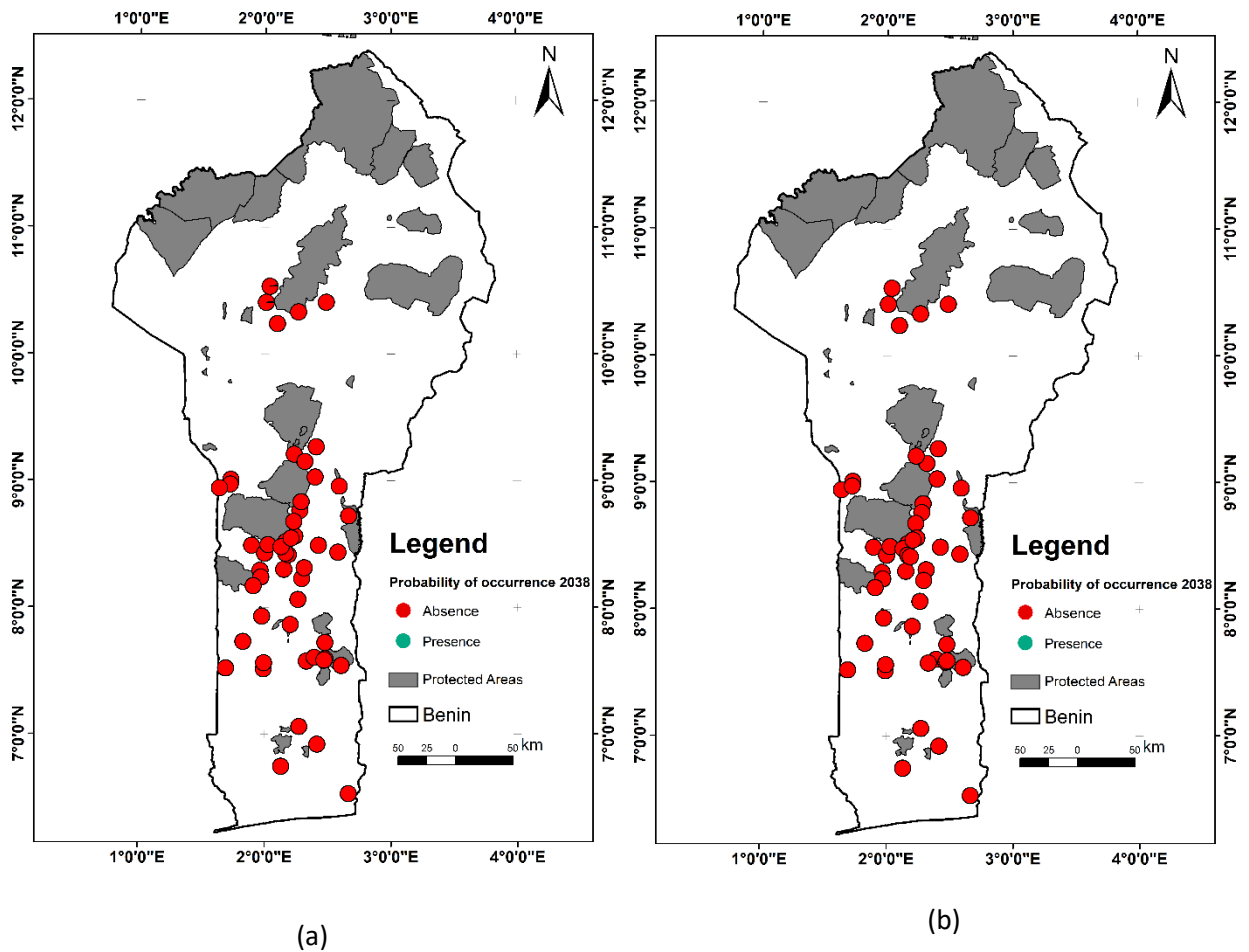 1°0'0"E 2°0'0"E 3°0'0"E 4°0'0"E
12°0'0"N 12°0'0"N
11°0'0"N 11°0'0"N
10°0'0"N 10°0'0"N
9°0'0"N 9°0'0"N
8°0'0"N 8°0'0"N
7°0'0"N 7°0'0"N
N
Legend
Probability of occurrence 2038
Absence
Presence
Protected Areas
Benin
50 25 0 50 km
1°0'0"E 2°0'0"E 3°0'0"E 4°0'0"E
(a)
1°0'0"E 2°0'0"E 3°0'0"E 4°0'0"E
12°0'0"N 12°0'0"N
11°0'0"N 11°0'0"N
10°0'0"N 10°0'0"N
9°0'0"N 9°0'0"N
8°0'0"N 8°0'0"N
7°0'0"N 7°0'0"N
N
Legend
Probability of occurrence 2038
Absence
Presence
Protected Areas
Benin
50 25 0 50 km
1°0'0"E 2°0'0"E 3°0'0"E 4°0'0"E
(b)